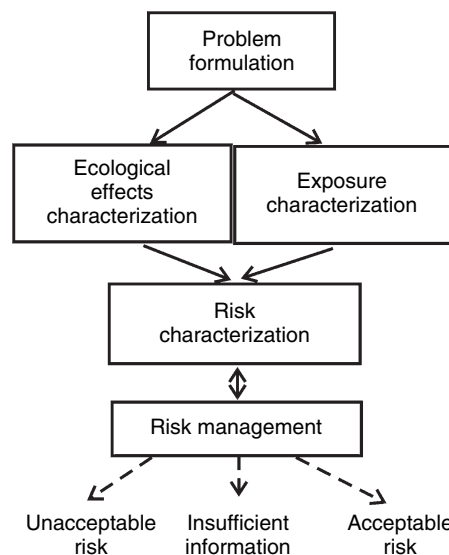 Problem
formulation
Ecological
effects
characterization
Exposure
characterization
Risk
characterization
Risk management
Unacceptable
risk
Insufficient
information
Acceptable
risk